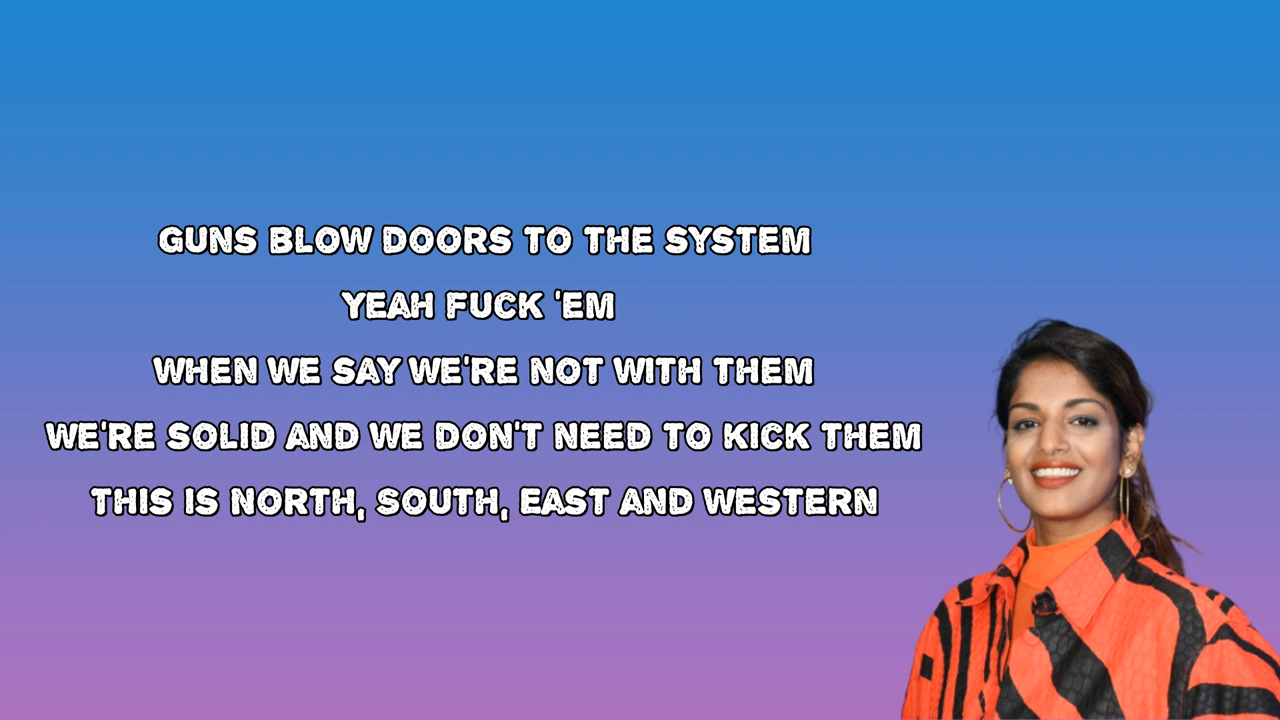 GUNS BLOW DOORS TO THE SYSTEM
YEAH FUCK 'EM
WHEN WE SAY WE'RE NOT WITH THEM
WE'RE SOLID AND WE DON'T NEED TO KICK THEM
THIS IS NORTH, SOUTH, EAST AND WESTERN